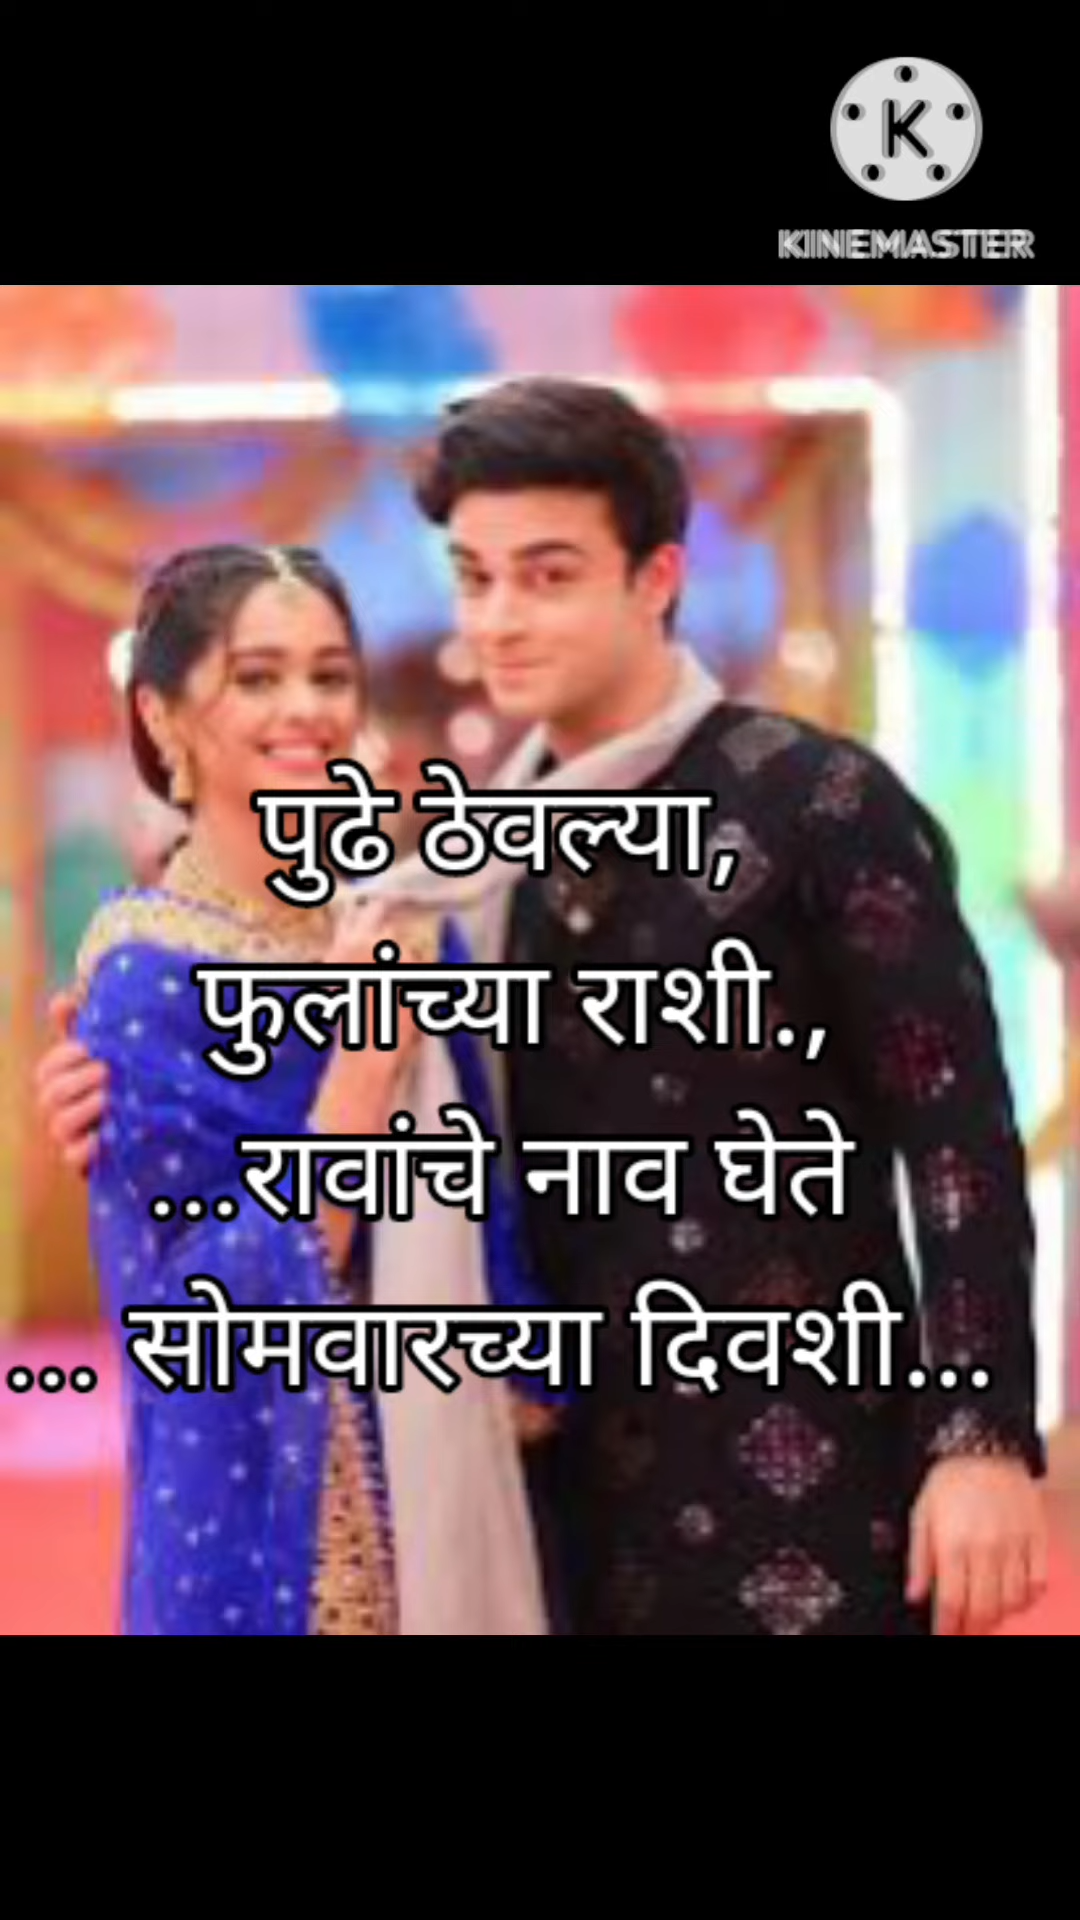 KINEMASTER
पुढे ठेवल्या,
फुलांच्या राशी.,
...रावांचे नाव घेते
... सोमवारच्या दिवशी...